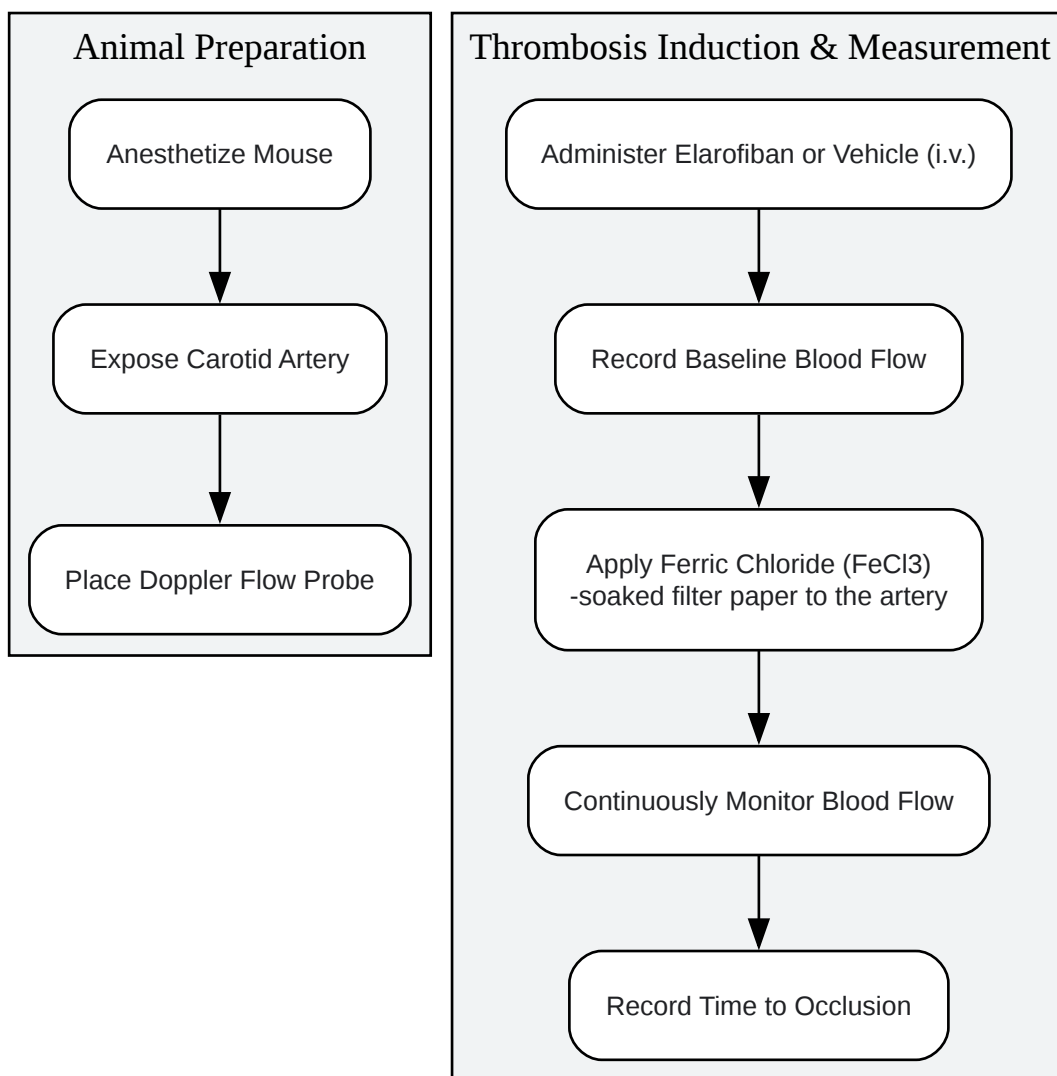 Animal Preparation
Anesthetize Mouse
Expose Carotid Artery
Place Doppler Flow Probe
Thrombosis Induction & Measurement
Administer Elarofiban or Vehicle (i.v.)
Record Baseline Blood Flow
Apply Ferric Chloride (FeCl3)
-soaked filter paper to the artery
Continuously Monitor Blood Flow
Record Time to Occlusion